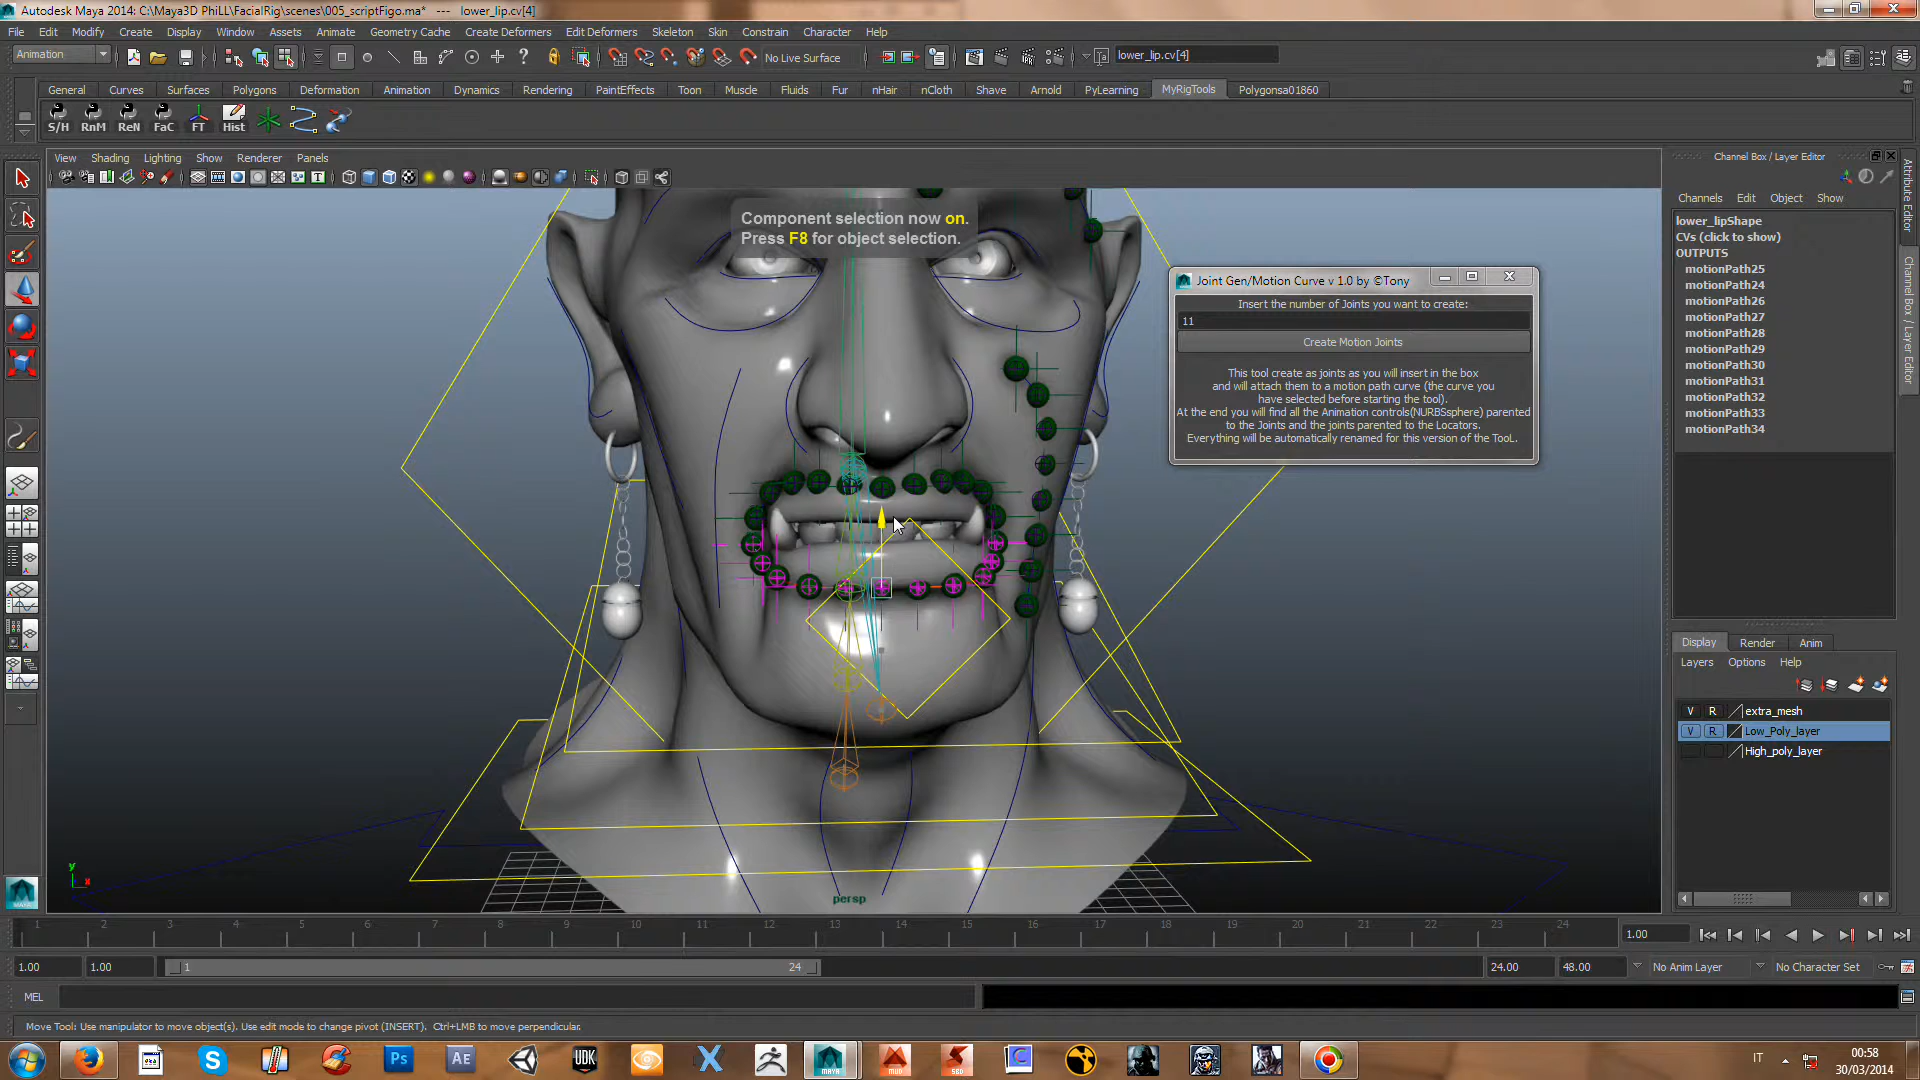 Autodesk Maya 2014: C:\Maya3D PhiLL\FacialRig\scenes\005_scriptFigo.ma* --- lower_lip.cv[4]
File Edit Modify Create Display Window Assets Animate Geometry Cache Create Deformers Edit Deformers Skeleton Skin Constrain Character Help
Animation No Live Surface lower_lip.cv[4]
General Curves Surfaces Polygons Deformation Animation Dynamics Rendering PaintEffects Toon Muscle Fluids Fur nHair nCloth Shave Arnold PyLearning MyRigTools Polygonsa01860
S/H RnM ReN FaC FT Hist
View Shading Lighting Show Renderer Panels
Channel Box / Layer Editor
Channels Edit Object Show
Component selection now on.
Press F8 for object selection.
lower_lipShape
CVs (click to show)
OUTPUTS
motionPath25
motionPath24
motionPath26
motionPath27
motionPath28
motionPath29
motionPath30
motionPath31
motionPath32
motionPath33
motionPath34
Attribute Editor
Channel Box / Layer Editor
Joint Gen/Motion Curve v 1.0 by ©Tony
Insert the number of Joints you want to create:
11
Create Motion Joints
This tool create as joints as you will insert in the box
and will attach them to a motion path curve (the curve you
have selected before starting the tool).
At the end you will find all the Animation controls(NURBSsphere) parented
to the Joints and the joints parented to the Locators.
Everything will be automatically renamed for this version of the TooL.
Display Render Anim
Layers Options Help
V R extra_mesh
V R Low_Poly_layer
High_poly_layer
y
x
persp
1 2 3 4 5 6 7 8 9 10 11 12 13 14 15 16 17 18 19 20 21 22 23 24 1.00
1.00 1.00 1 24 24.00 48.00 No Anim Layer No Character Set
MEL
Move Tool: Use manipulator to move object(s). Use edit mode to change pivot (INSERT). Ctrl+LMB to move perpendicular.
Ps AE UDK MAYA MUD SBD
IT 00:58
30/03/2014